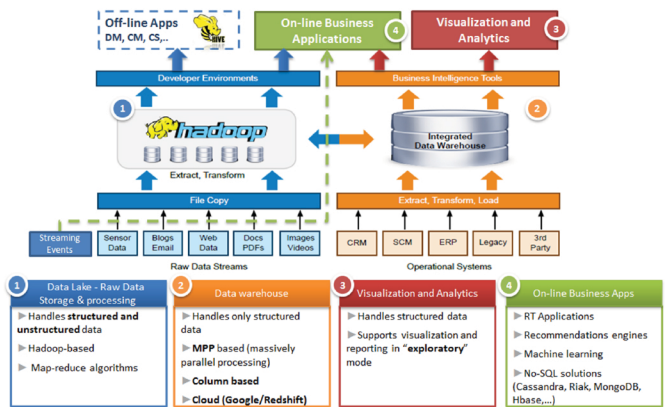 Off-line Apps
DM, CM, CS,..
HIVE
On-line Business
Applications
4
Visualization and
Analytics
3
Developer Environments
Business Intelligence Tools
1
hadoop
Extract, Transform
2
Integrated
Data Warehouse
File Copy
Extract, Transform, Load
Streaming
Events
Sensor
Data
Blogs
Email
Web
Data
Docs
PDFs
Images
Videos
CRM
SCM
ERP
Legacy
3rd
Party
Raw Data Streams
Operational Systems
1
Data Lake - Raw Data
Storage & processing
Handles structured and
unstructured data
Hadoop-based
Map-reduce algorithms
2
Data warehouse
Handles only structured
data
MPP based (massively
parallel processing)
Column based
Cloud (Google/Redshift)
3
Visualization and Analytics
Handles structured data
Supports visualization and
reporting in “exploratory”
mode
4
On-line Business Apps
RT Applications
Recommendations engines
Machine learning
No-SQL solutions
(Cassandra, Riak, MongoDB,
Hbase,...)